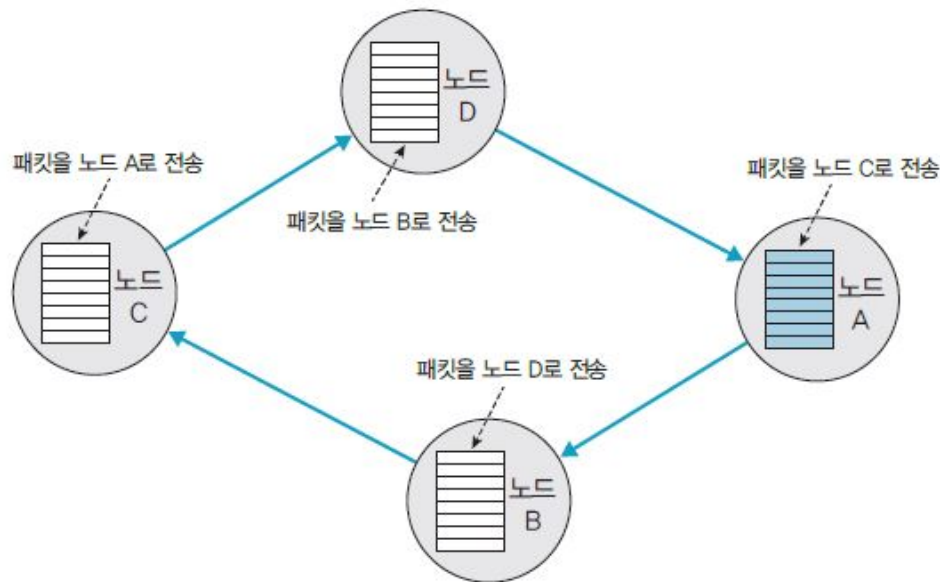 노드
D
패킷을 노드 A로 전송
패킷을 노드 C로 전송
패킷을 노드 B로 전송
노드
C
노드
A
패킷을 노드 D로 전송
노드
B